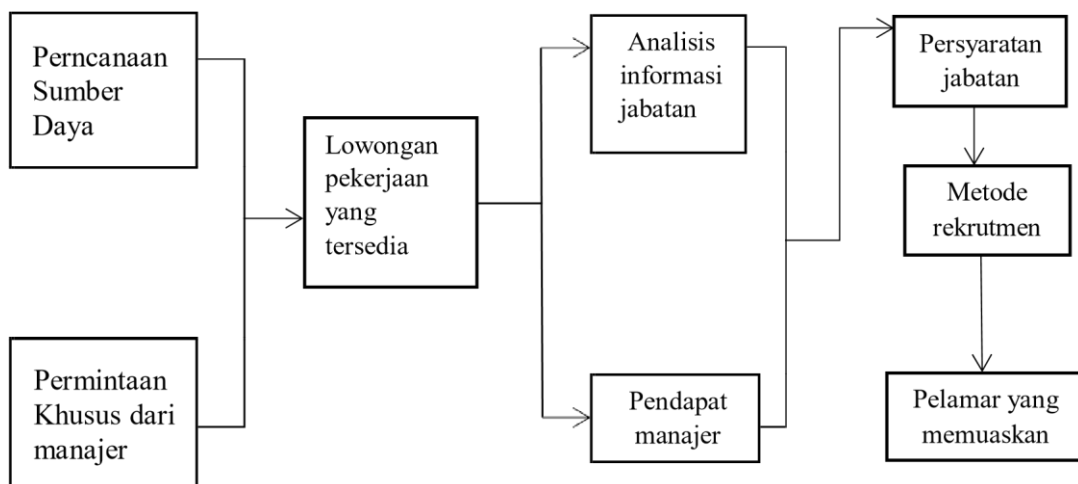 Perncanaan
Sumber
Daya
Permintaan
Khusus dari
manajer
Lowongan
pekerjaan
yang
tersedia
Analisis
informasi
jabatan
Pendapat
manajer
Persyaratan
jabatan
Metode
rekrutmen
Pelamar yang
memuaskan